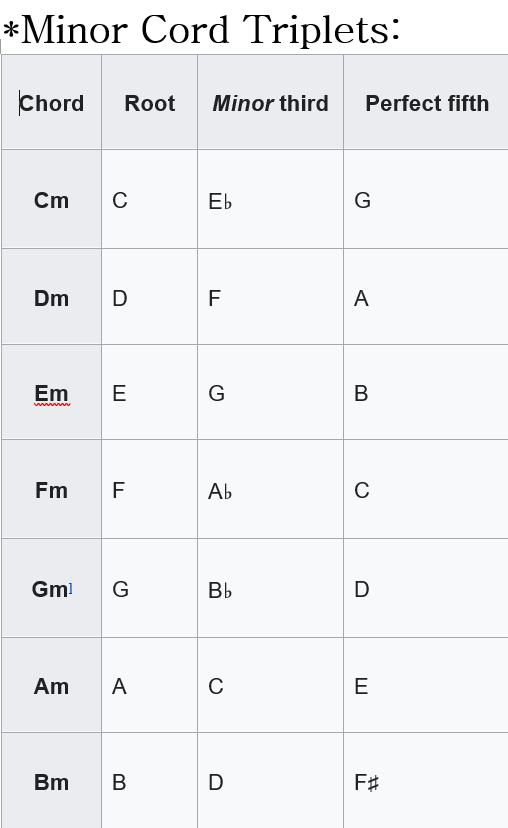 *Minor Cord Triplets:
Chord Root Minor third Perfect fifth
Cm C E♭ G
Dm D F A
Em E G B
Fm F A♭ C
Gm] G B♭ D
Am A C E
Bm B D F♯